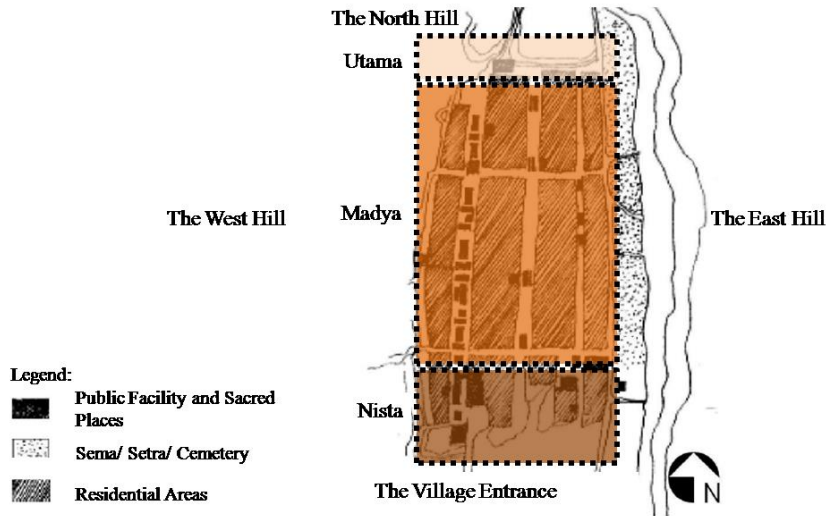 The North Hill
Utama
The West Hill
Madya
The East Hill
Legend:
Public Facility and Sacred
Places
Nista
Sema/ Setra/ Cemetery
Residential Areas
The Village Entrance
N